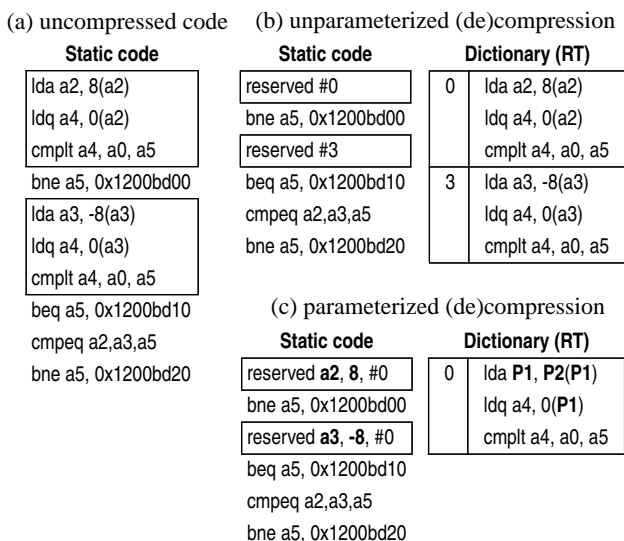 (a) uncompressed code
Static code
lda a2, 8(a2)
ldq a4, 0(a2)
cmplt a4, a0, a5
bne a5, 0x1200bd00
lda a3, -8(a3)
ldq a4, 0(a3)
cmplt a4, a0, a5
beq a5, 0x1200bd10
cmpeq a2,a3,a5
bne a5, 0x1200bd20
(b) unparameterized (de)compression
Static code
reserved #0
bne a5, 0x1200bd00
reserved #3
beq a5, 0x1200bd10
cmpeq a2,a3,a5
bne a5, 0x1200bd20
Dictionary (RT)
0 lda a2, 8(a2)
ldq a4, 0(a2)
cmplt a4, a0, a5
3 lda a3, -8(a3)
ldq a4, 0(a3)
cmplt a4, a0, a5
(c) parameterized (de)compression
Static code
reserved a2, 8, #0
bne a5, 0x1200bd00
reserved a3, -8, #0
beq a5, 0x1200bd10
cmpeq a2,a3,a5
bne a5, 0x1200bd20
Dictionary (RT)
0 lda P1, P2(P1)
ldq a4, 0(P1)
cmplt a4, a0, a5